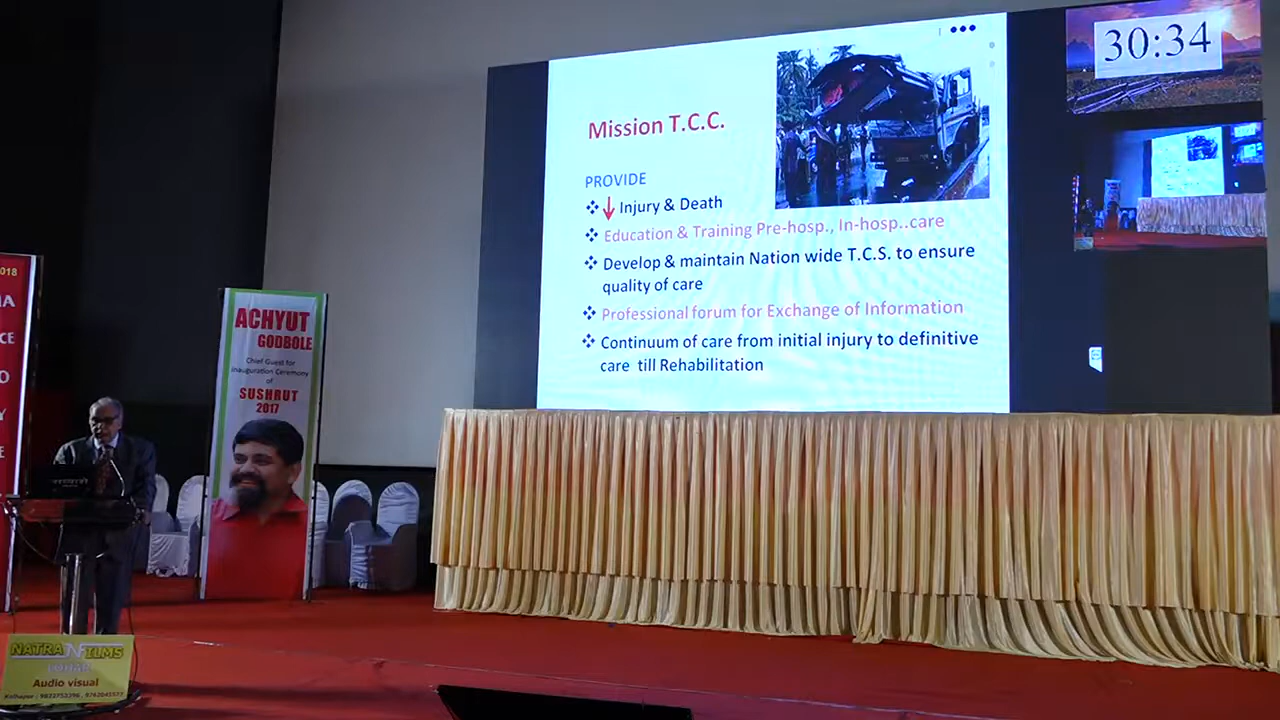 30:34
Mission T.C.C.
PROVIDE
Injury & Death
Education & Training Pre-hosp., In-hosp..care
Develop & maintain Nation wide T.C.S. to ensure
quality of care
Professional forum for Exchange of Information
Continuum of care from initial injury to definitive
care till Rehabilitation
2018
ACHYUT
GODBOLE
Chief Guest for
inauguration Ceremony
of
SUSHRUT
2017
NATRA FILMS
Audio visual
Kolhapur :